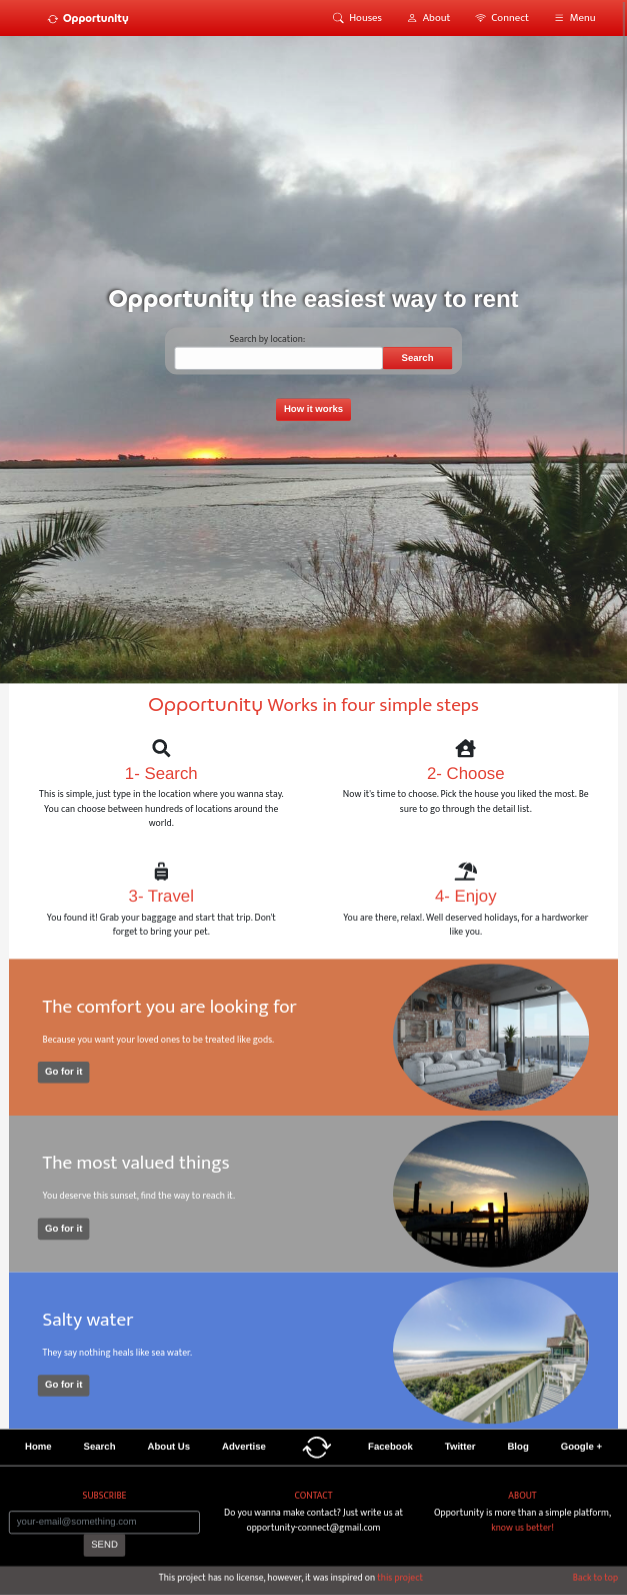 Opportunity Houses About Connect Menu
Opportunity the easiest way to rent
Search by location:
Search
How it works
Opportunity Works in four simple steps
1- Search
This is simple, just type in the location where you wanna stay.
You can choose between hundreds of locations around the
world.
2- Choose
Now it's time to choose. Pick the house you liked the most. Be
sure to go through the detail list.
3- Travel
You found it! Grab your baggage and start that trip. Don't
forget to bring your pet.
4- Enjoy
You are there, relax!. Well deserved holidays, for a hardworker
like you.
The comfort you are looking for
Because you want your loved ones to be treated like gods.
Go for it
The most valued things
You deserve this sunset, find the way to reach it.
Go for it
Salty water
They say nothing heals like sea water.
Go for it
Home Search About Us Advertise Facebook Twitter Blog Google +
SUBSCRIBE
your-email@something.com
SEND
CONTACT
Do you wanna make contact? Just write us at
opportunity-connect@gmail.com
ABOUT
Opportunity is more than a simple platform,
know us better!
This project has no license, however, it was inspired on this project
Back to top